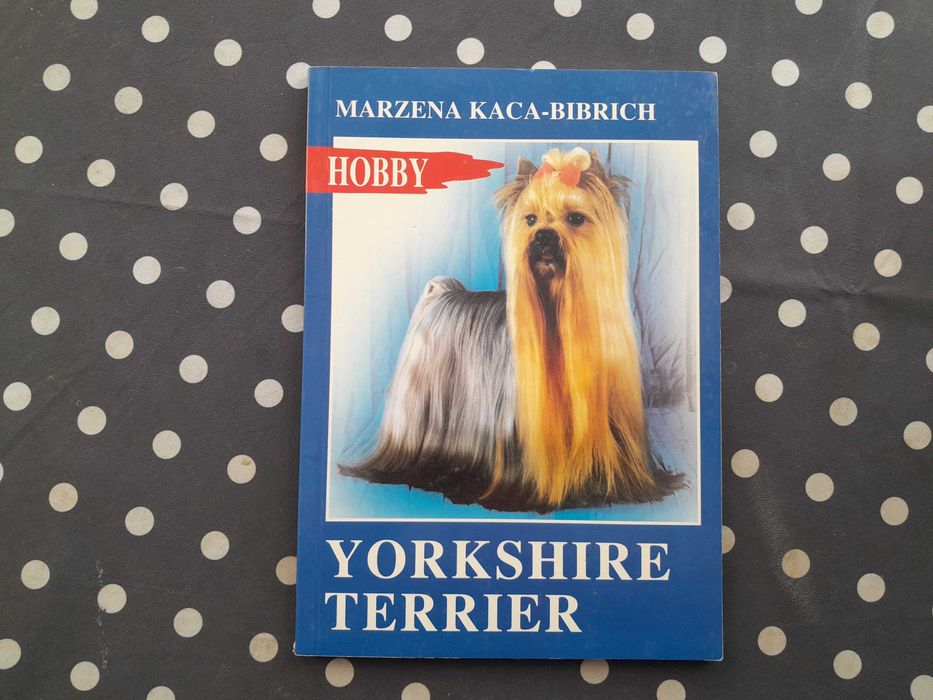 MARZENA KACA-BIBRICH
HOBBY
YORKSHIRE
TERRIER